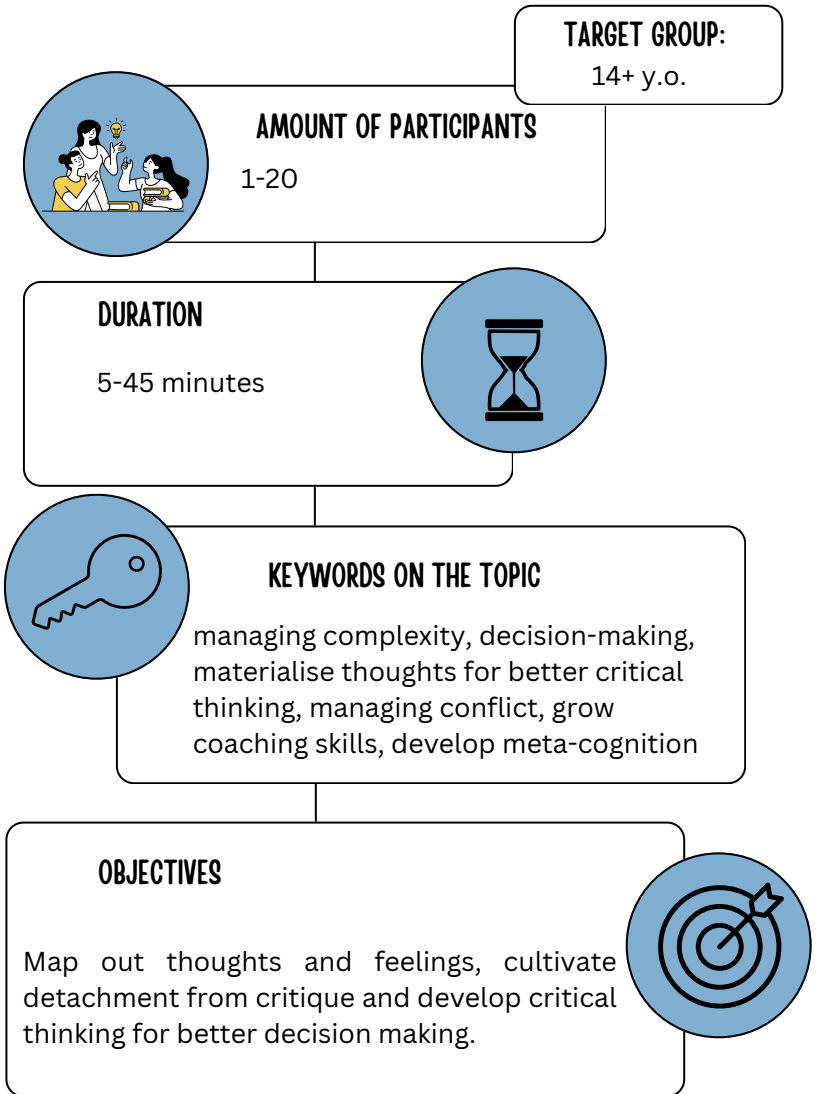 TARGET GROUP:
14+ y.o.
AMOUNT OF PARTICIPANTS
1-20
DURATION
5-45 minutes
KEYWORDS ON THE TOPIC
managing complexity, decision-making,
materialise thoughts for better critical
thinking, managing conflict, grow
coaching skills, develop meta-cognition
OBJECTIVES
Map out thoughts and feelings, cultivate
detachment from critique and develop critical
thinking for better decision making.